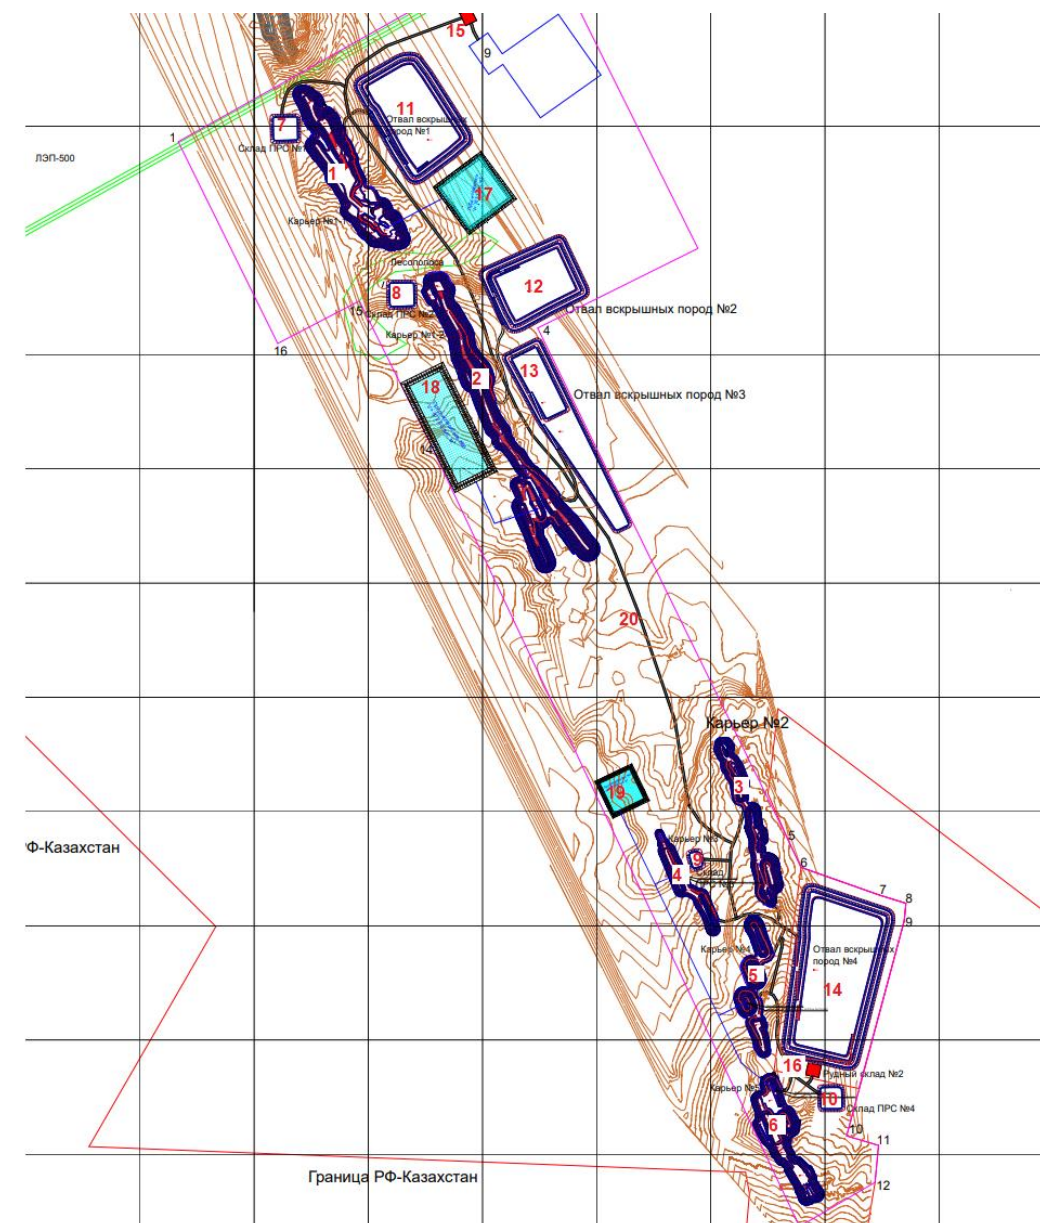 15
9
11
Отвал вскрышных
пород №1
7
1
Склад ПРС №1
ЛЭП-500
1
17
Карьер №1-1
Лесополоса
12
8
15
Склад ПРС №2
Отвал вскрышных пород №2
4
Карьер №1-2
16
13
2
18
Отвал вскрышных пород №3
14
20
Карьер №2
3
19
5
Карьер №3
РФ-Казахстан
9
6
4
Склад
7
8
9
Карьер №4
Отвал вскрышных
пород №4
5
14
16
Рудный склад №2
10
Склад ПРС №4
6
10
11
12
Граница РФ-Казахстан